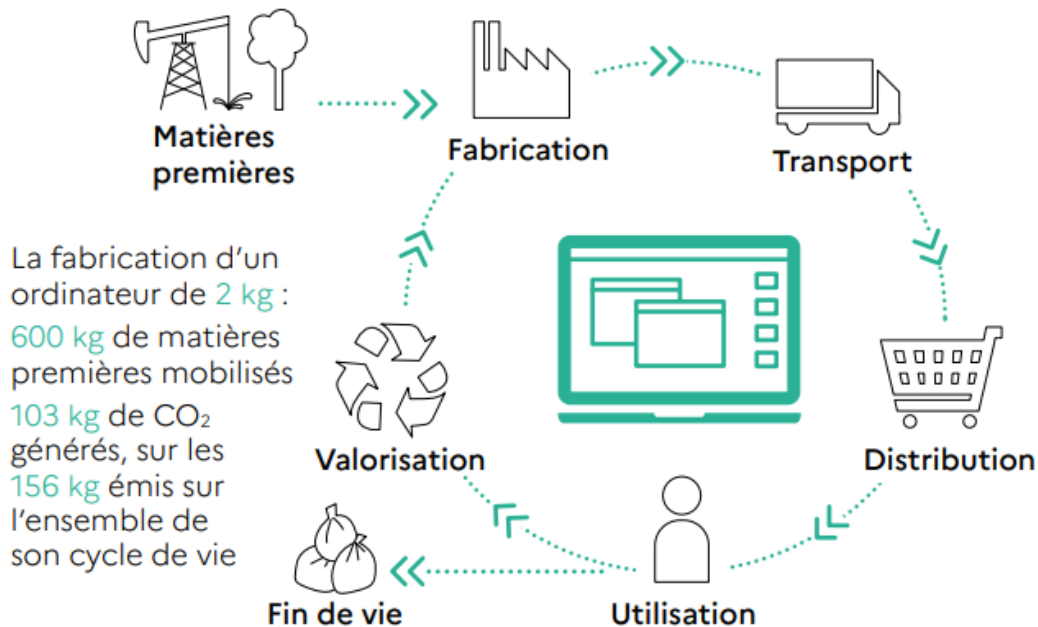 Matières
premières
Fabrication
Transport
La fabrication d'un
ordinateur de 2 kg :
600 kg de matières
premières mobilisés
103 kg de CO₂
générés, sur les
156 kg émis sur
l'ensemble de
son cycle de vie
Valorisation
Distribution
Fin de vie
Utilisation